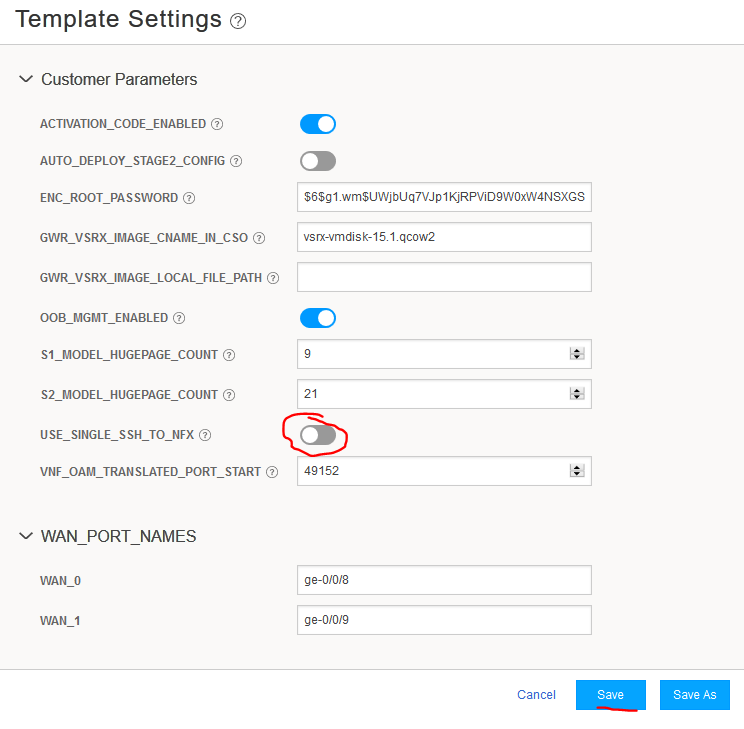 Template Settings ?
Customer Parameters
ACTIVATION_CODE_ENABLED ?
AUTO_DEPLOY_STAGE2_CONFIG ?
ENC_ROOT_PASSWORD ? $6$g1.wm$UWjbUq7VJp1KjRPViD9W0xW4NSXGS
GWR_VSRX_IMAGE_CNAME_IN_CSO ? vsrx-vmdisk-15.1.qcow2
GWR_VSRX_IMAGE_LOCAL_FILE_PATH ?
OOB_MGMT_ENABLED ?
S1_MODEL_HUGEPAGE_COUNT ? 9
S2_MODEL_HUGEPAGE_COUNT ? 21
USE_SINGLE_SSH_TO_NFX ?
VNF_OAM_TRANSLATED_PORT_START ? 49152
WAN_PORT_NAMES
WAN_0 ge-0/0/8
WAN_1 ge-0/0/9
Cancel Save Save As